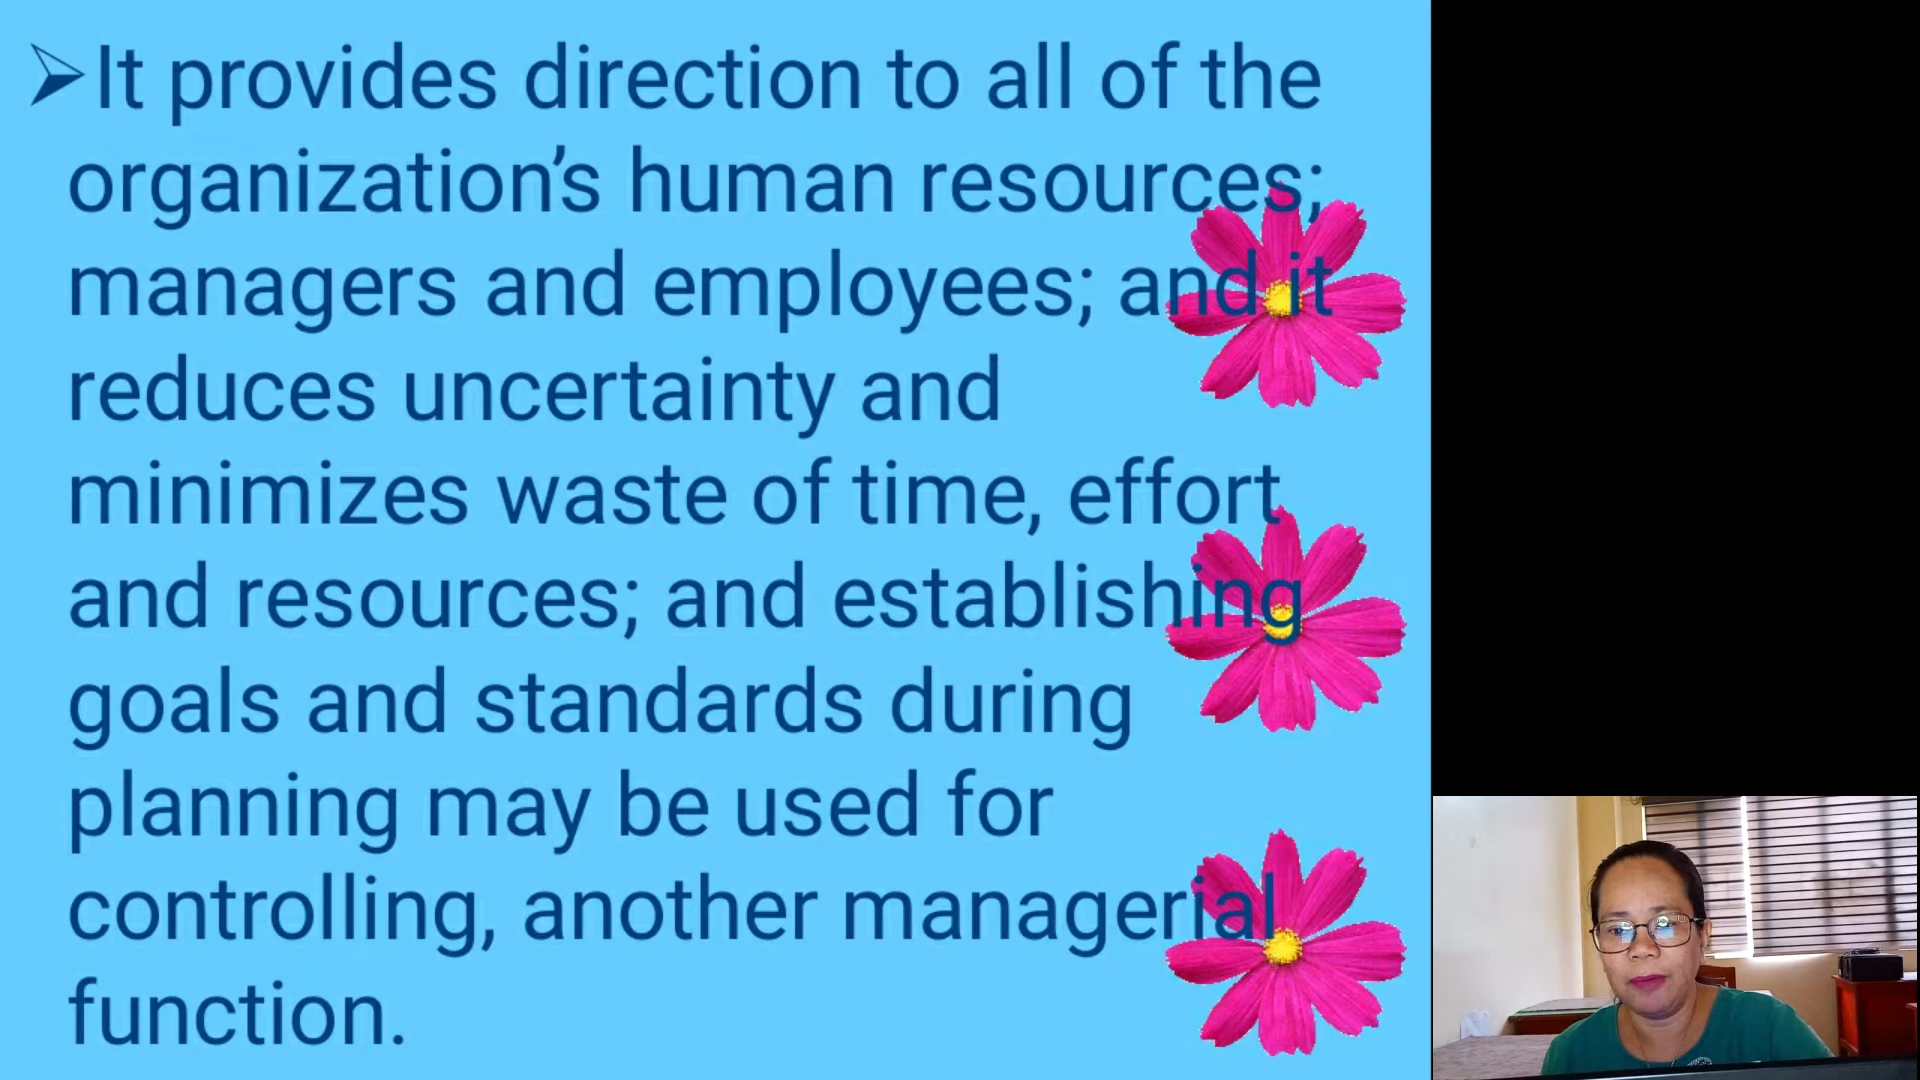 ➢It provides direction to all of the
organization’s human resources;
managers and employees; and it
reduces uncertainty and
minimizes waste of time, effort
and resources; and establishing
goals and standards during
planning may be used for
controlling, another managerial
function.